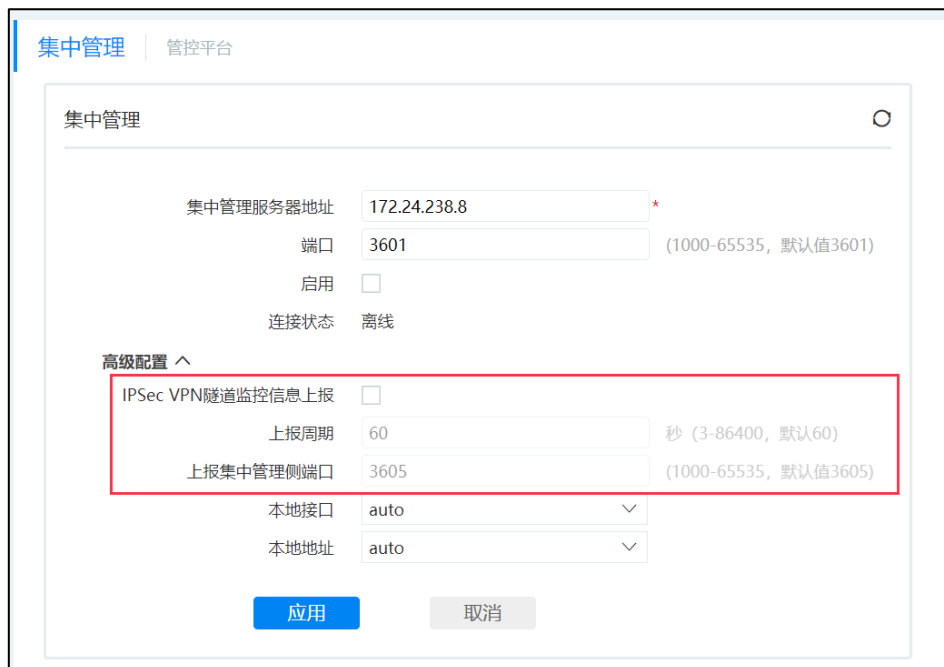 集中管理 管控平台
集中管理
集中管理服务器地址 172.24.238.8 *
端口 3601 (1000-65535，默认值3601)
启用
连接状态 离线
高级配置
IPSec VPN隧道监控信息上报
上报周期 60 秒（3-86400，默认60）
上报集中管理侧端口 3605 (1000-65535，默认值3605)
本地接口 auto
本地地址 auto
应用 取消